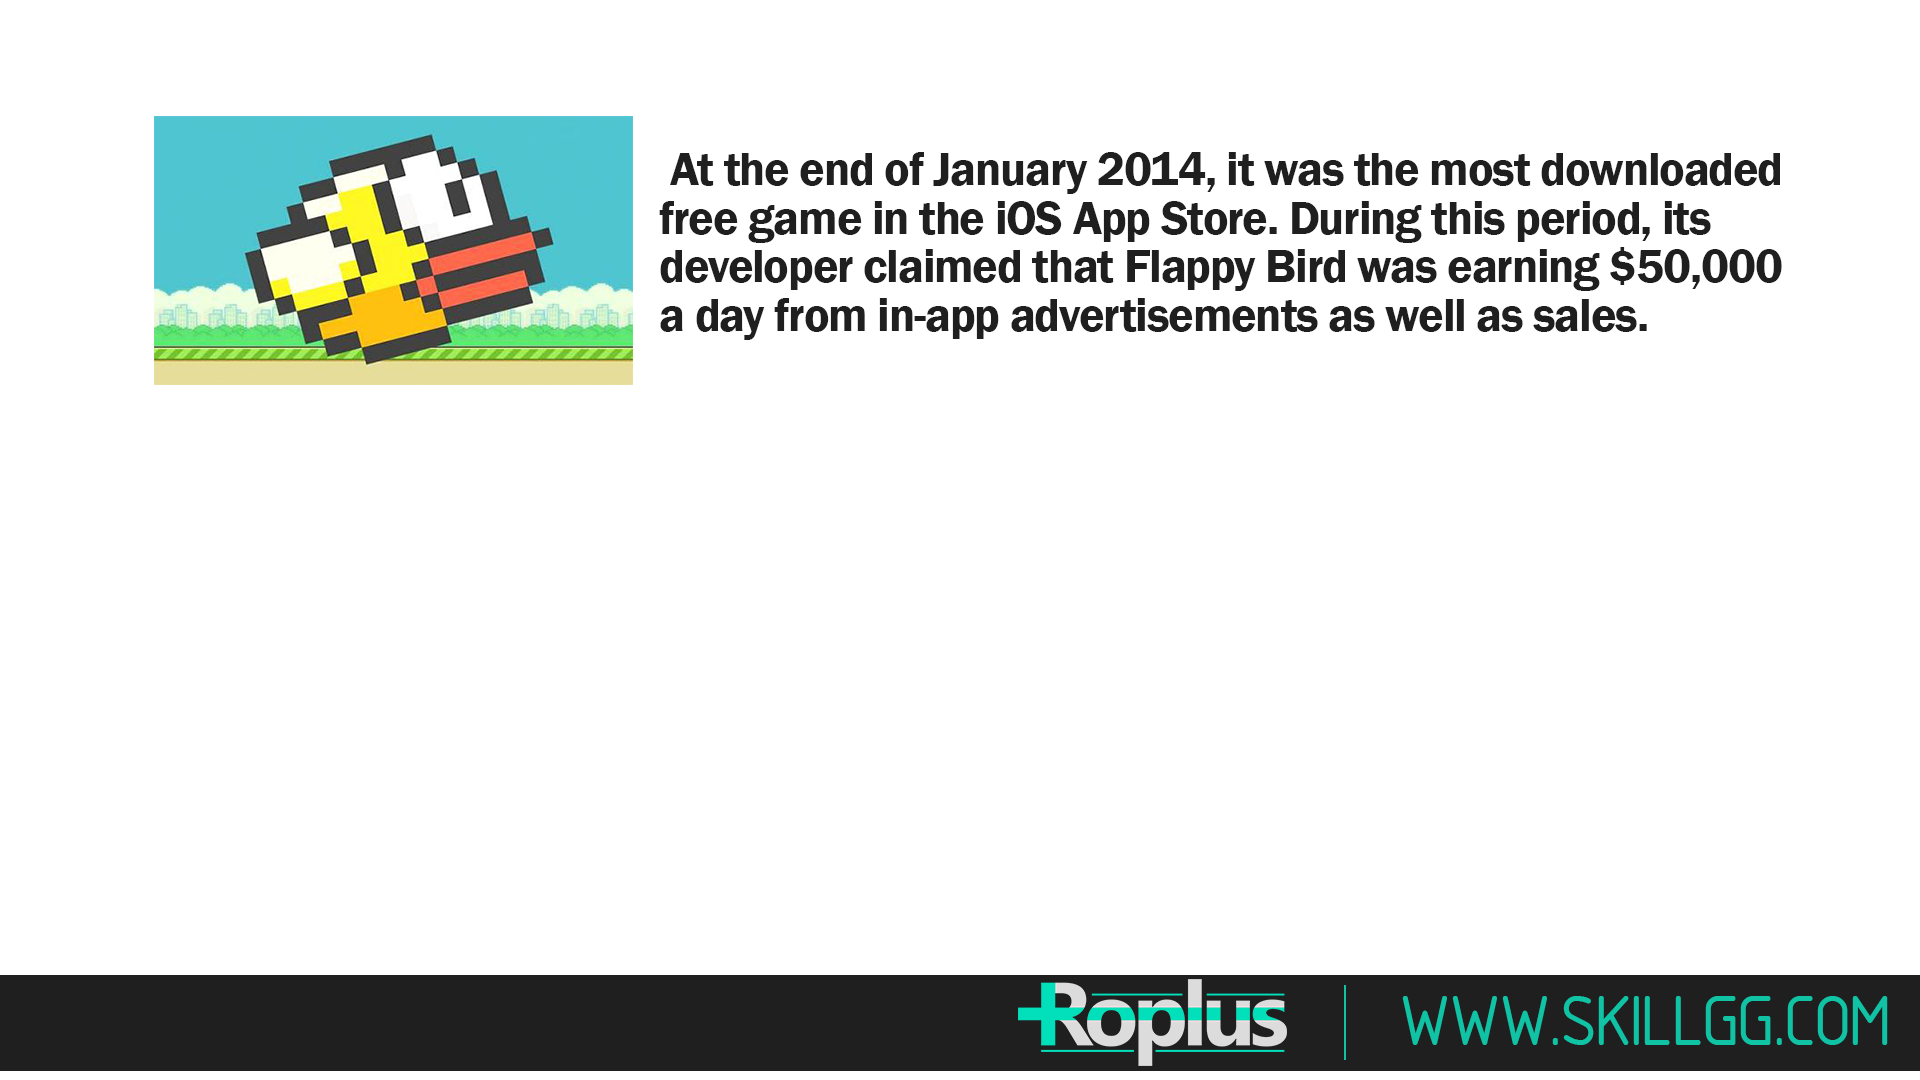 At the end of January 2014, it was the most downloaded
free game in the iOS App Store. During this period, its
developer claimed that Flappy Bird was earning $50,000
a day from in-app advertisements as well as sales.
Roplus
WWW.SKILLGG.COM